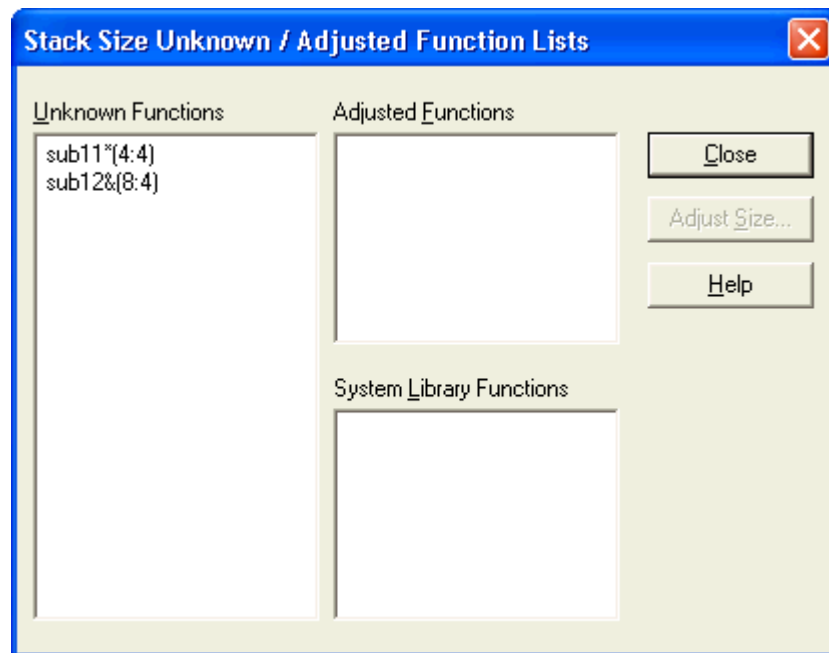 Stack Size Unknown / Adjusted Function Lists
Unknown Functions
sub11*(4:4)
sub12&(8:4)
Adjusted Functions
System Library Functions
Close
Adjust Size...
Help